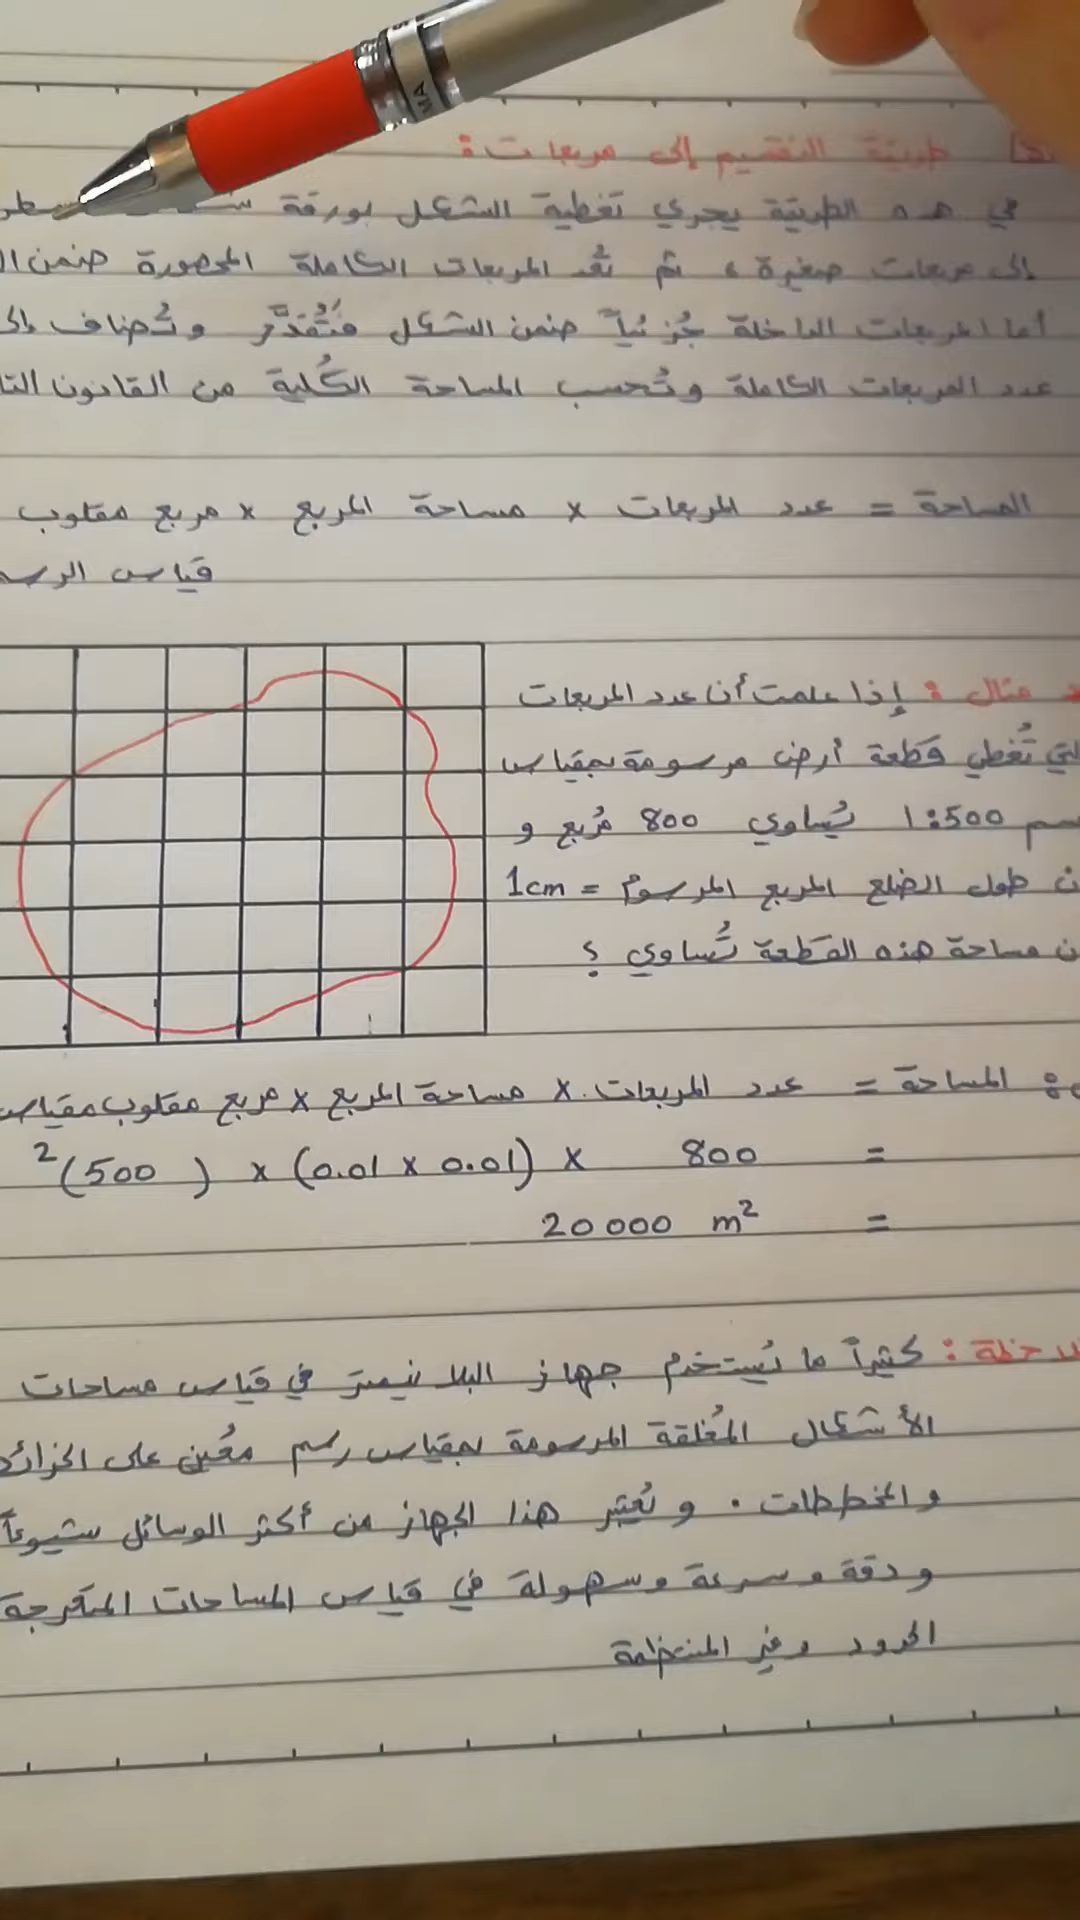 طريقة التقسيم إلى مربعات :
في هذه الطريقة يجري تغطية الشكل بورقة
إلى مربعات صغيرة ، ثم تُعد المربعات الكاملة المحصورة ضمن
أما المربعات الداخلة جُزئياً ضمن الشكل فتُقدَّر وتُضاف إلى
عدد المربعات الكاملة وتُحسب المساحة الكُلية من القانون
المساحة = عدد المربعات × مساحة المربع × مربع مقلوب
قياس
مثال : إذا علمت أن عدد المربعات
تُغطي قطعة أرض مرسومة بمقياس
1:500 تُساوي 800 مُربع و
طول الضلع المربع المرسوم = 1cm
مساحة هذه القطعة تُساوي ؟
المساحة = عدد المربعات . × مساحة المربع × مربع مقلوب مقياس
= 800 × (0.01 × 0.01) × (500)²
= 20000 m²
: كثيراً ما يُستخدم جهاز البلانيمتر في قياس مساحات
الأشكال المُغلقة المرسومة بمقياس رسم مُعين على
والمخططات . و يُعتبر هذا الجهاز من أكثر الوسائل شيوعاً
ودقة وسرعة وسهولة في قياس المساحات المتعرجة
الحدود وغير المنتظمة
MA